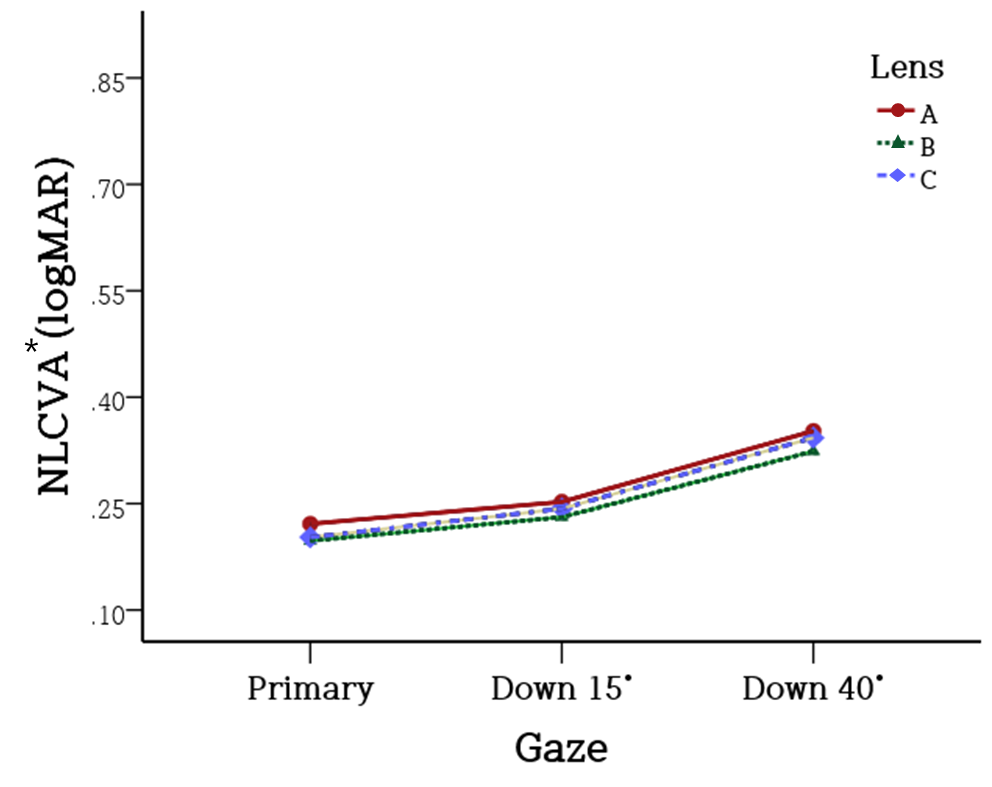 NLCVA*(logMAR)
.85
.70
.55
.40
.25
.10
Lens
A
B
C
Primary
Down 15°
Down 40°
Gaze